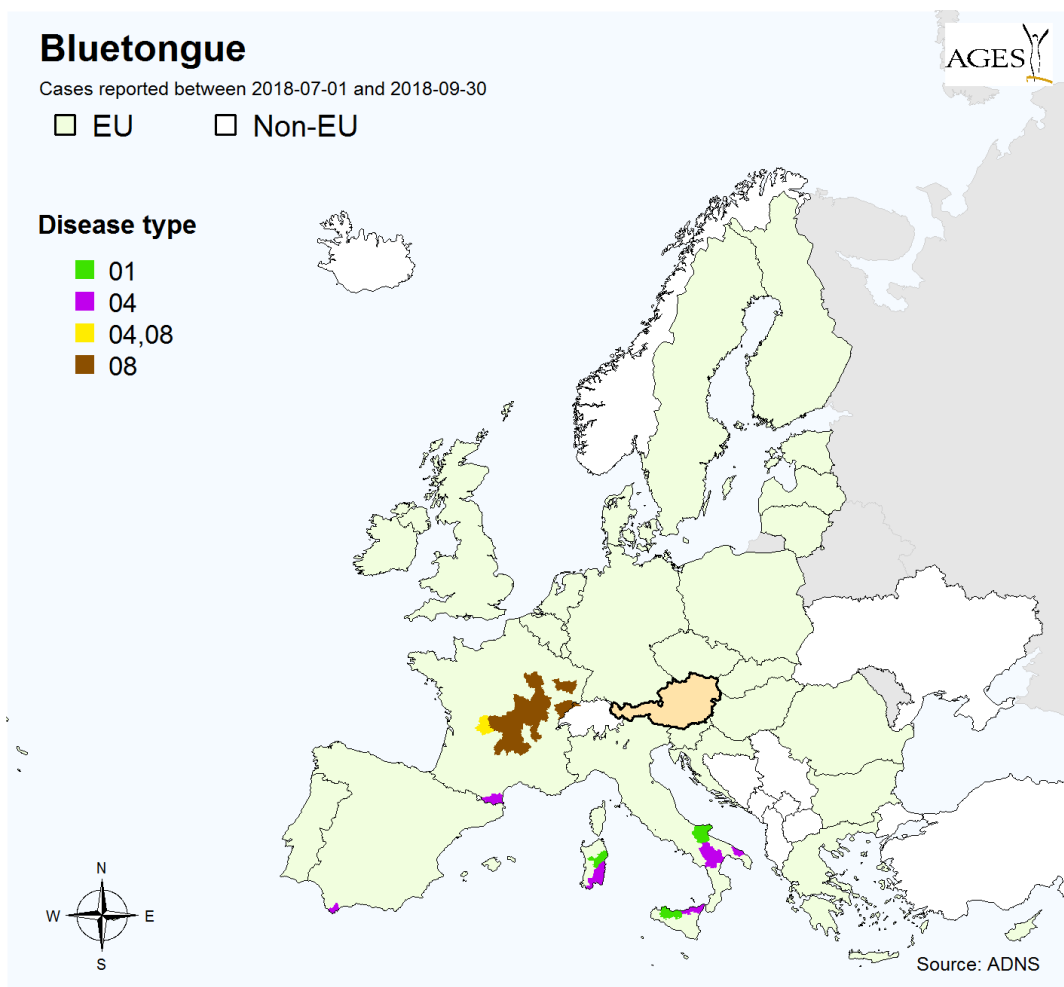 Bluetongue
Cases reported between 2018-07-01 and 2018-09-30
EU
Non-EU
AGES
Disease type
01
04
04,08
08
N
W
E
S
Source: ADNS